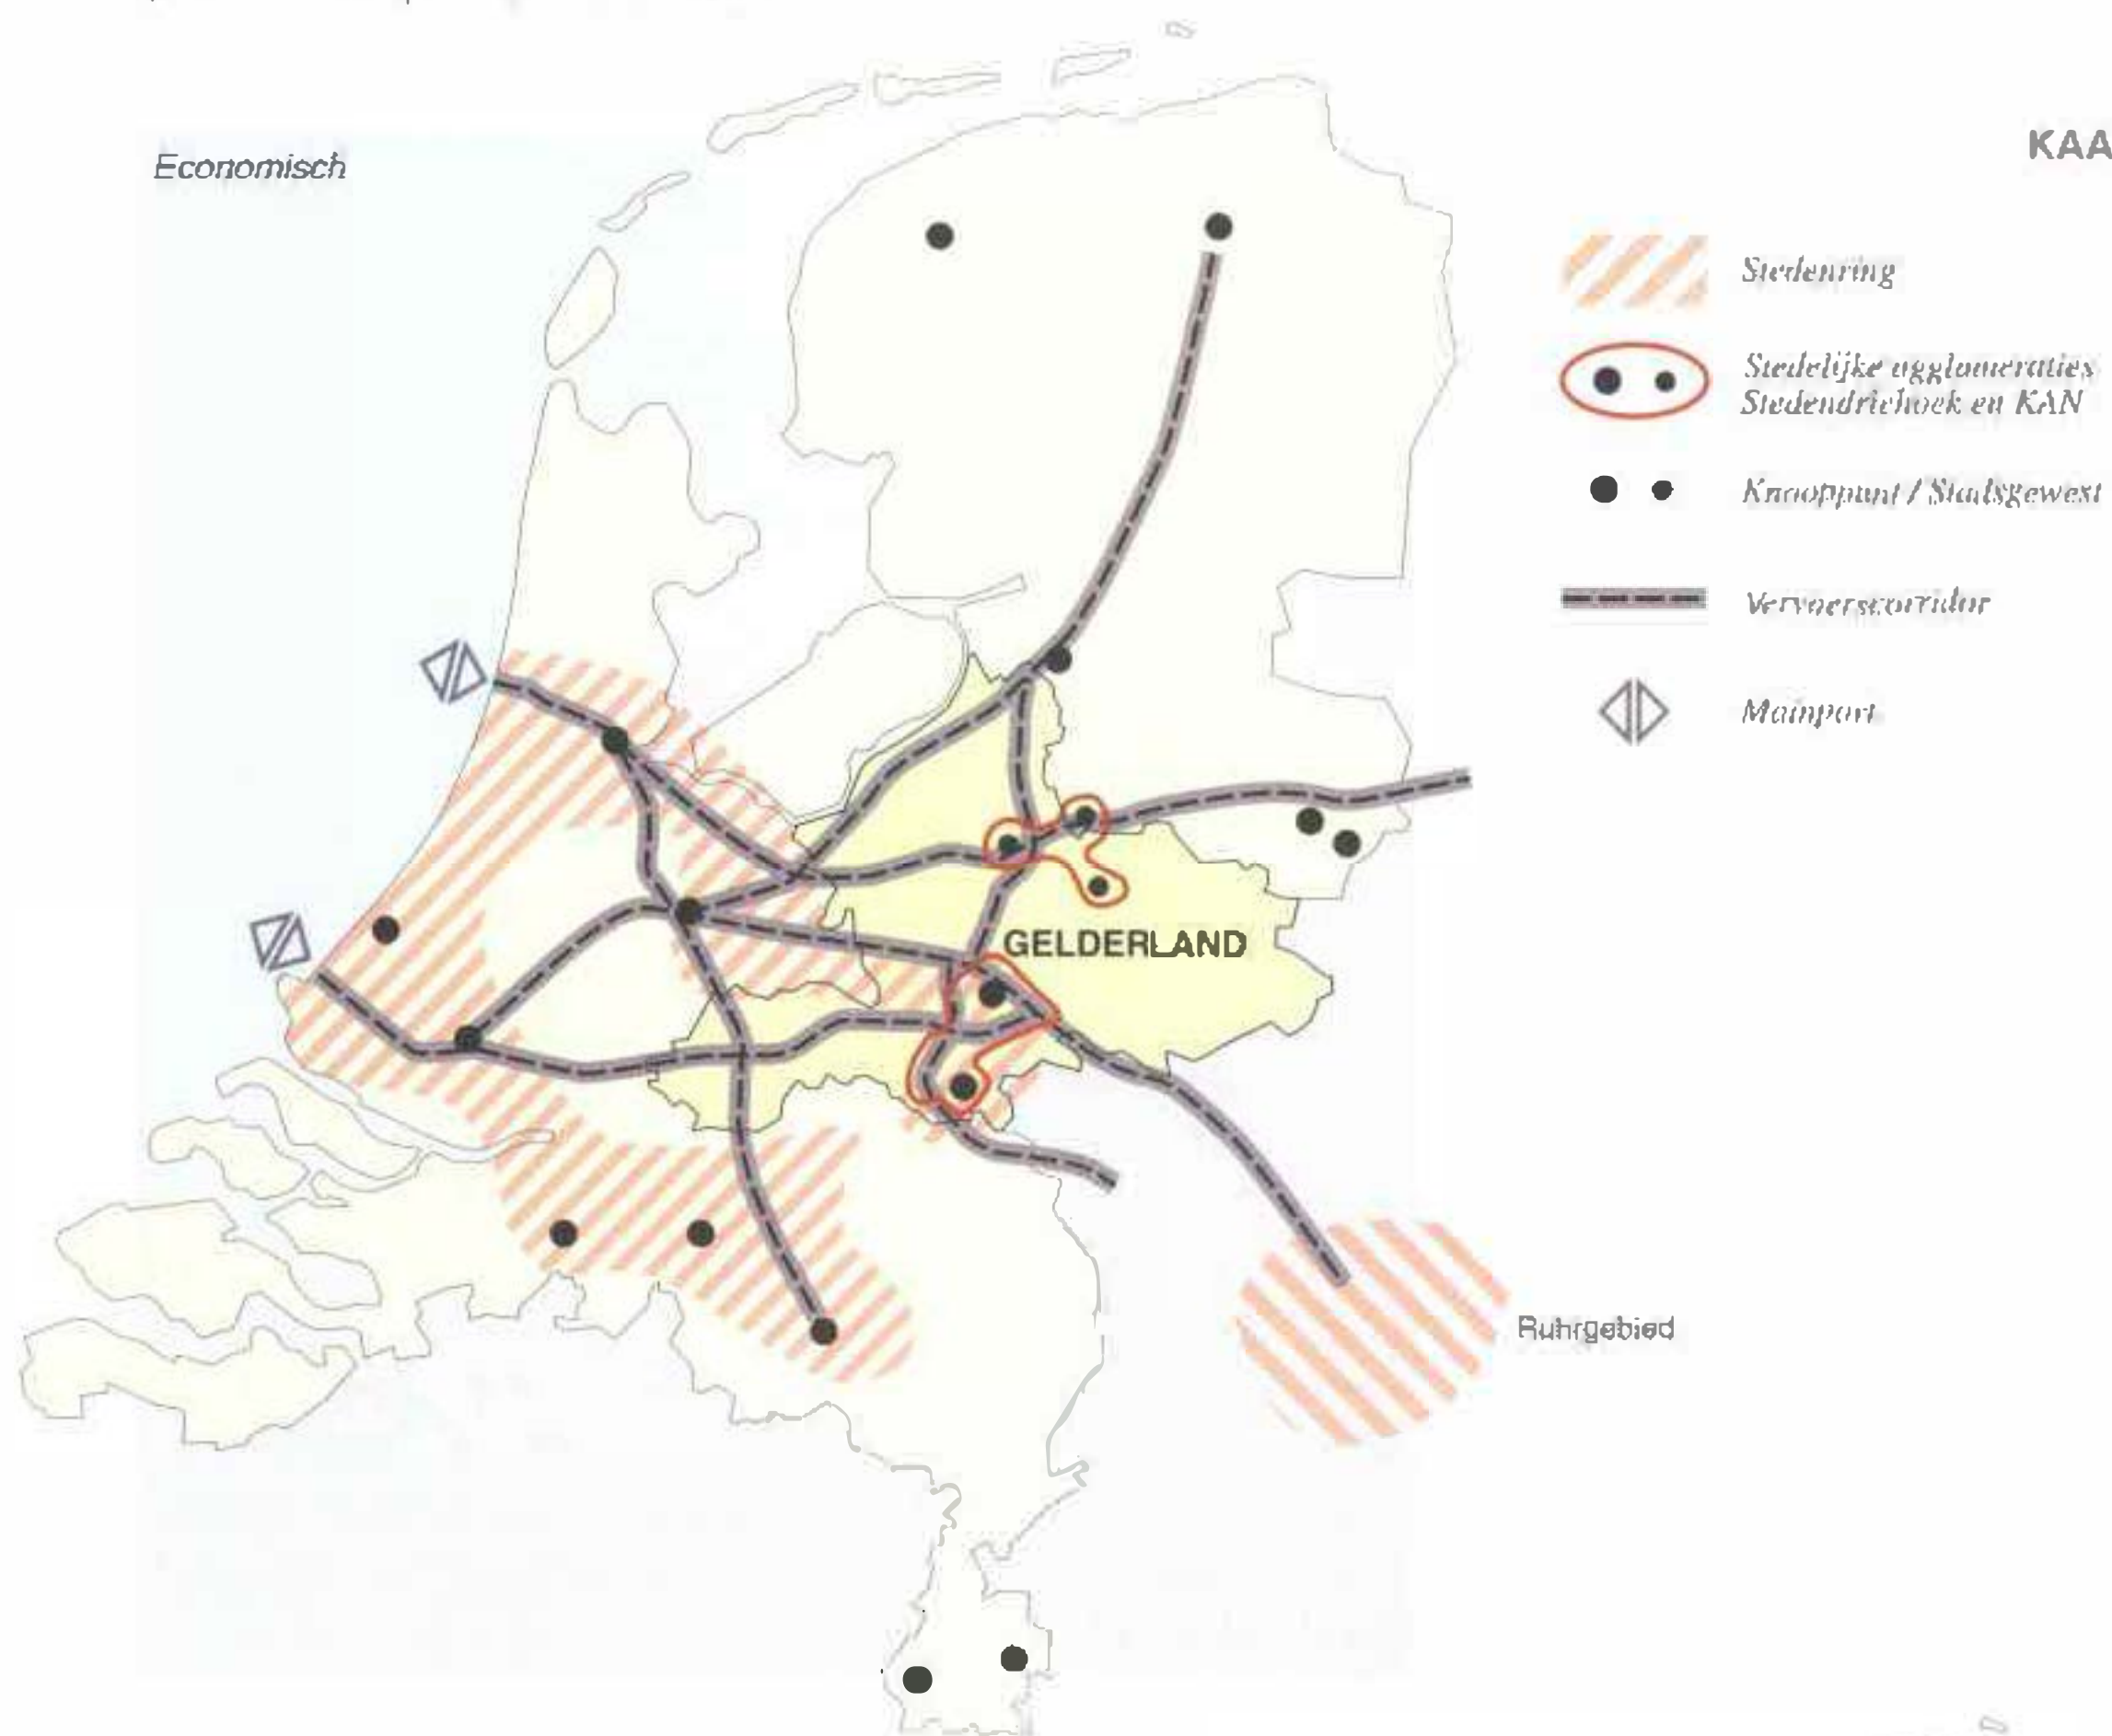 Economisch
KAA
Stedenring
Stedelijke agglomeraties
Stedendriehoek en KAN
Knooppunt / Stadsgewest
Vervoerscorridor
Mainport
GELDERLAND
Ruhrgebied